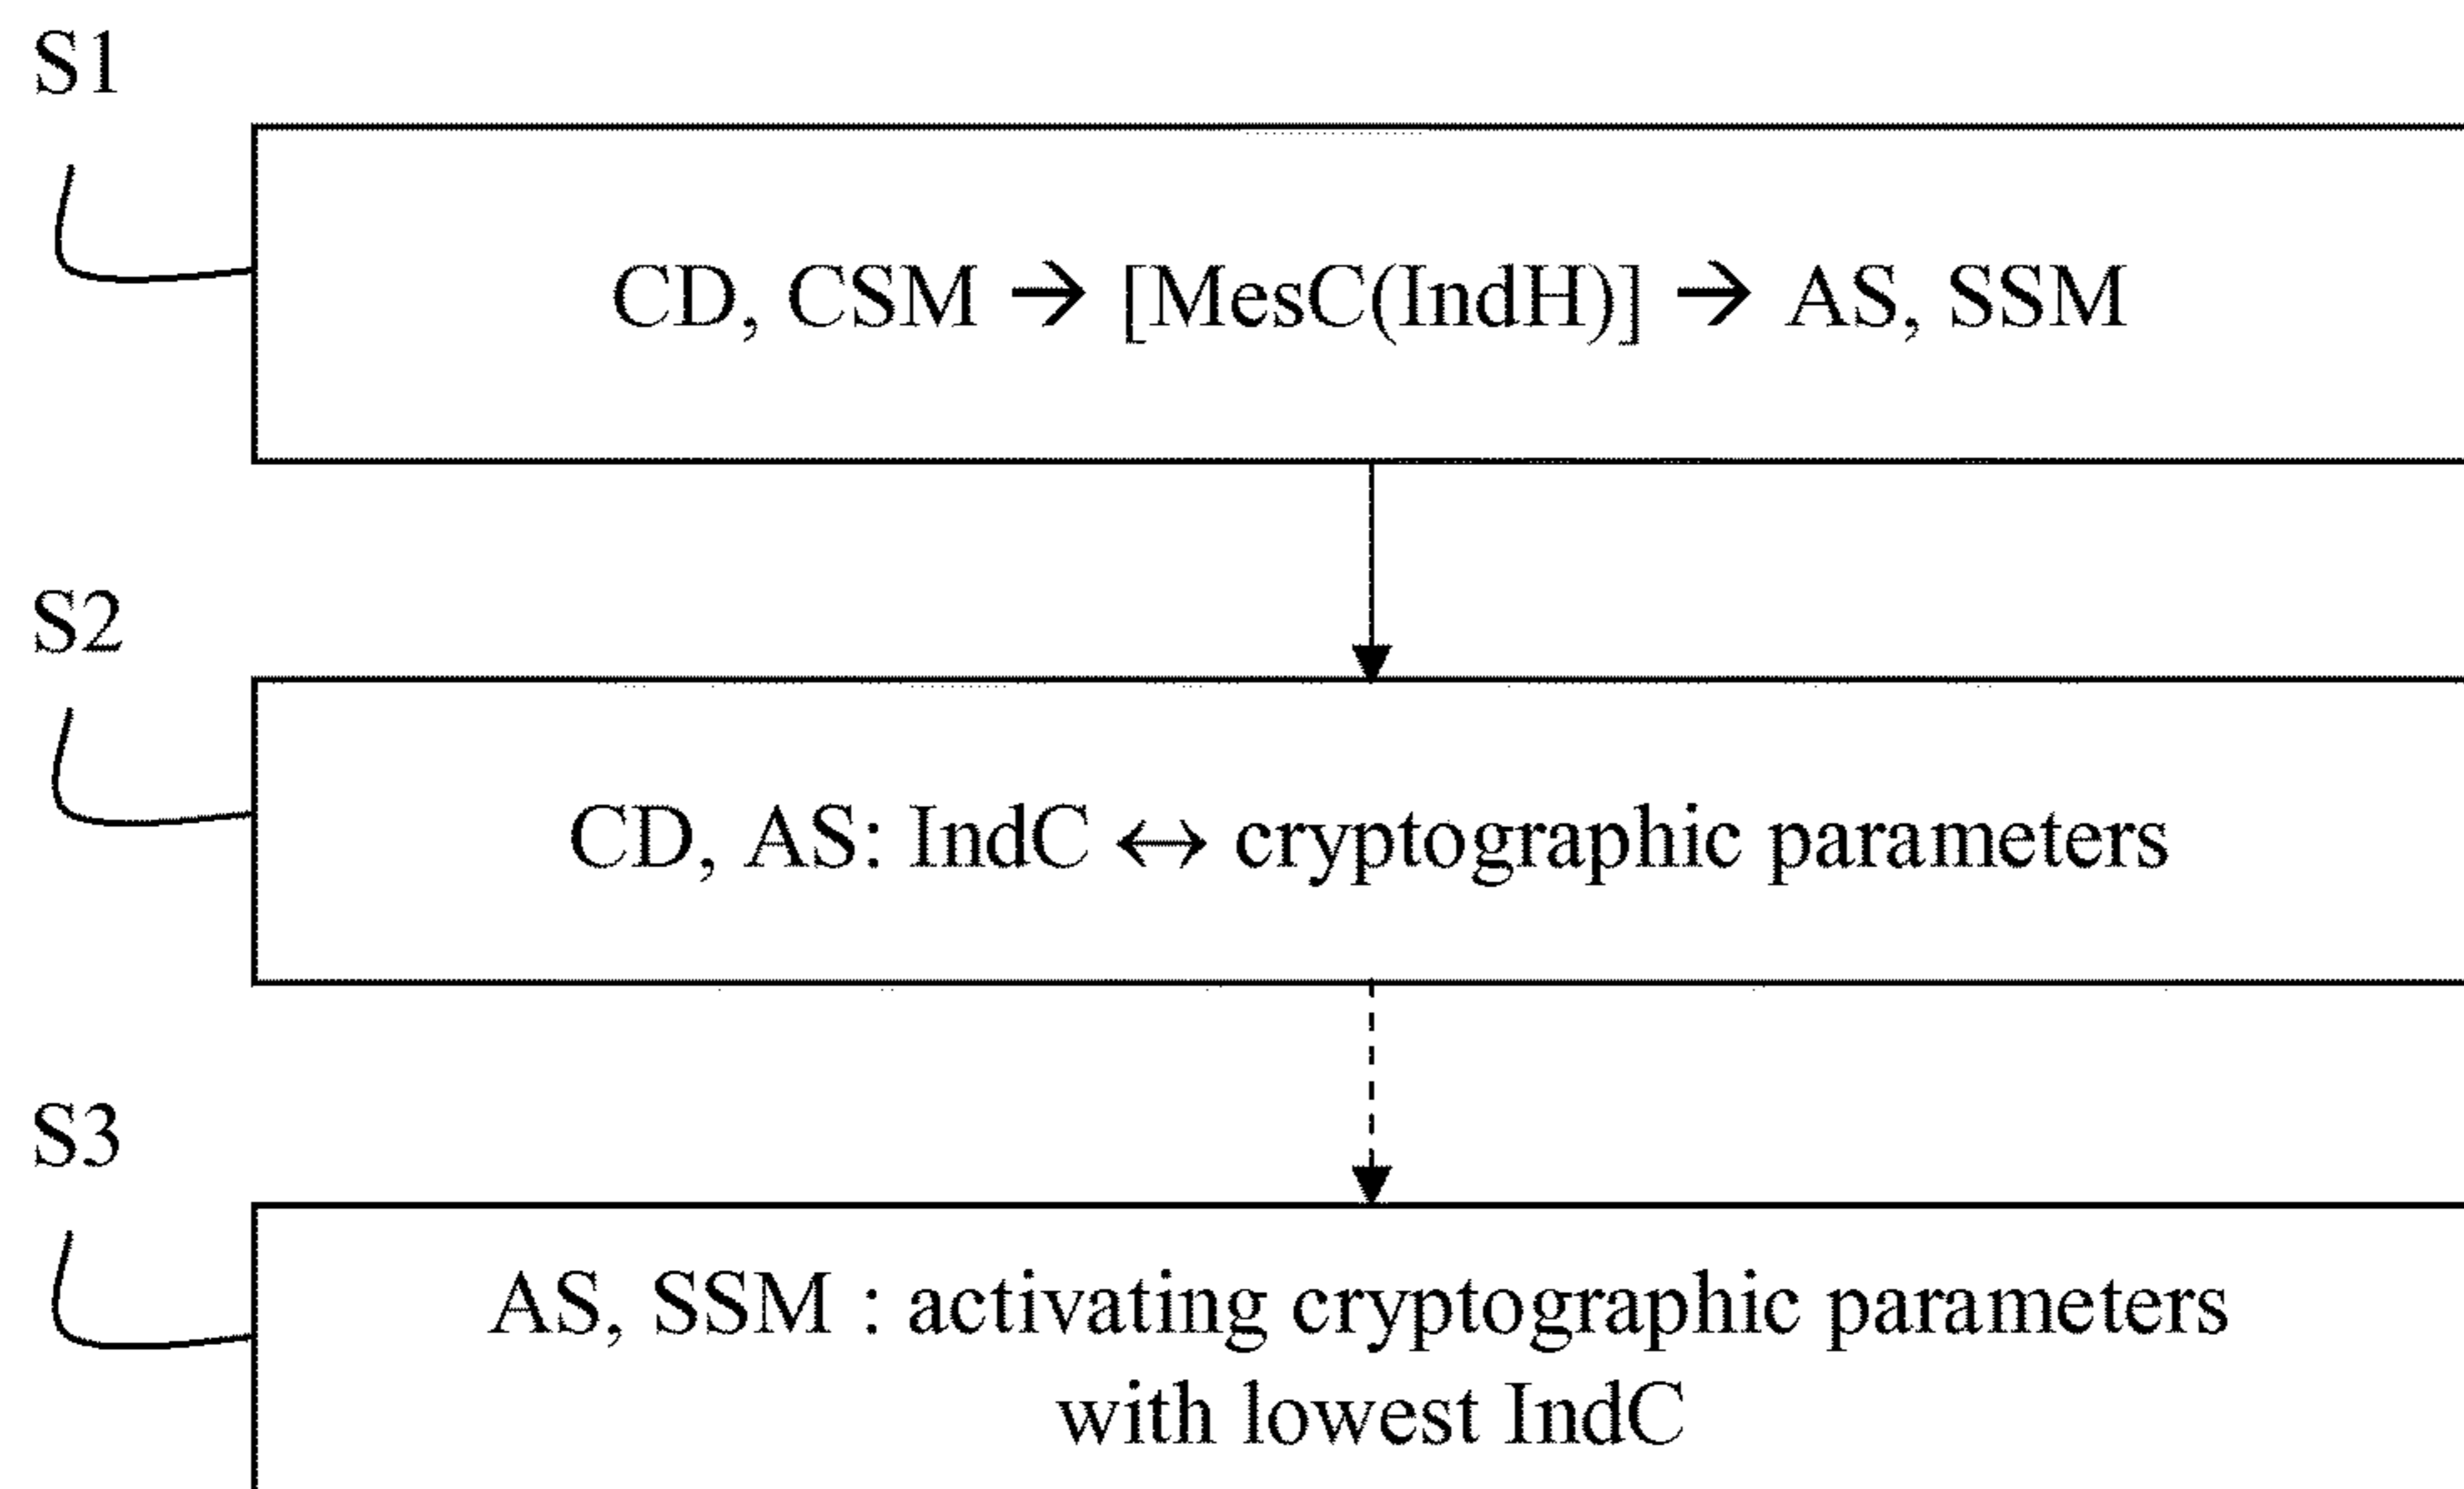 S1
CD, CSM → [MesC(IndH)] → AS, SSM
S2
CD, AS: IndC ↔ cryptographic parameters
S3
AS, SSM : activating cryptographic parameters
with lowest IndC